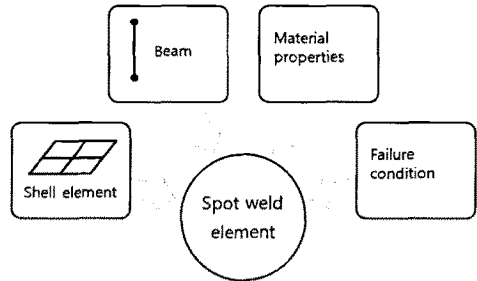 Beam
Material
properties
Shell element
Failure
condition
Spot weld
element